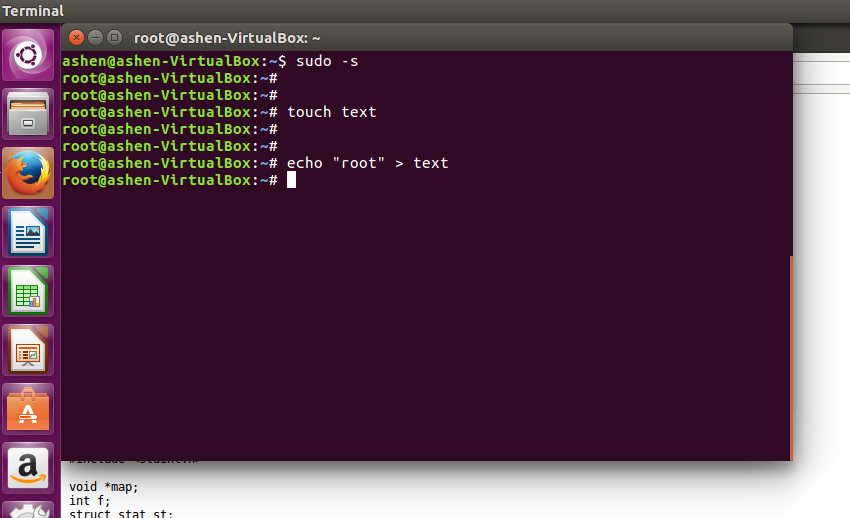 Terminal
root@ashen-VirtualBox: ~
ashen@ashen-VirtualBox:~$ sudo -s
root@ashen-VirtualBox:~#
root@ashen-VirtualBox:~#
root@ashen-VirtualBox:~# touch text
root@ashen-VirtualBox:~#
root@ashen-VirtualBox:~#
root@ashen-VirtualBox:~# echo "root" > text
root@ashen-VirtualBox:~#
void *map;
int f;
struct stat st;